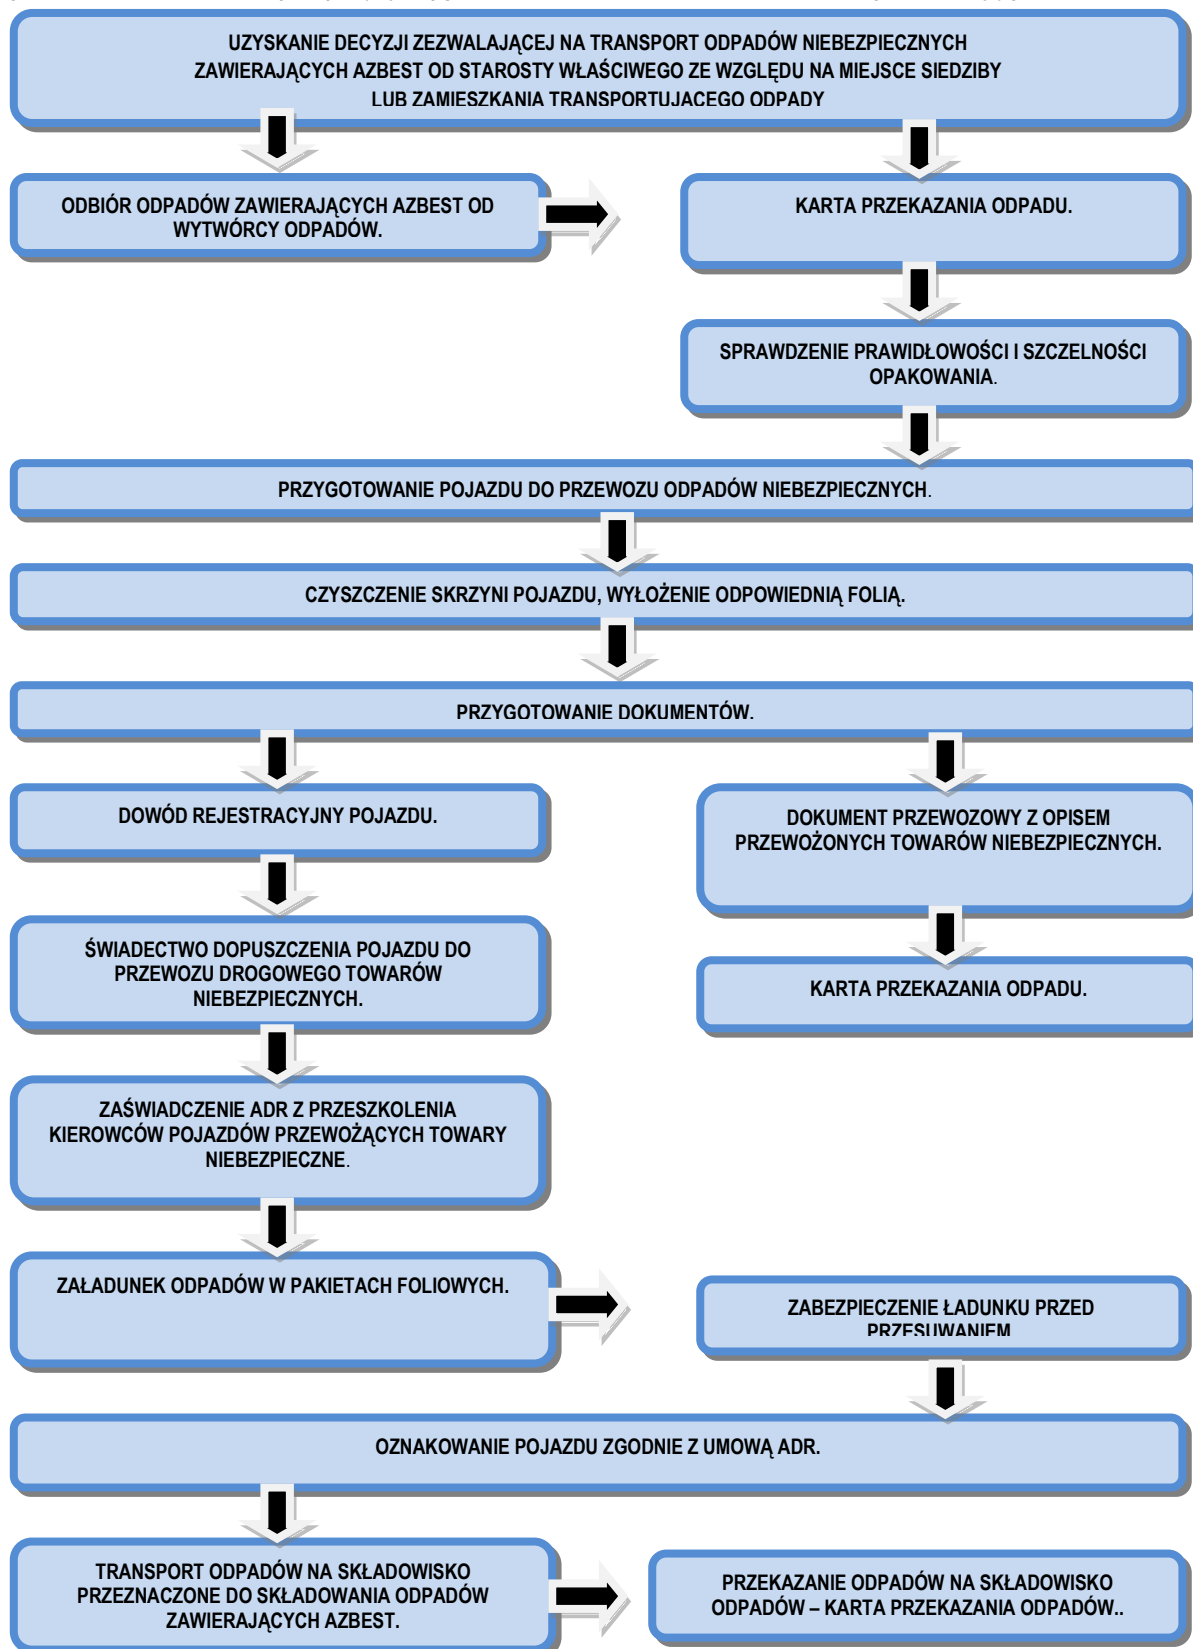 UZYSKANIE DECYZJI ZEZWALAJĄCEJ NA TRANSPORT ODPADÓW NIEBEZPIECZNYCH
ZAWIERAJĄCYCH AZBEST OD STAROSTY WŁAŚCIWEGO ZE WZGLĘDU NA MIEJSCE SIEDZIBY
LUB ZAMIESZKANIA TRANSPORTUJACEGO ODPADY
ODBIÓR ODPADÓW ZAWIERAJĄCYCH AZBEST OD
WYTWÓRCY ODPADÓW.
KARTA PRZEKAZANIA ODPADU.
SPRAWDZENIE PRAWIDŁOWOŚCI I SZCZELNOŚCI
OPAKOWANIA.
PRZYGOTOWANIE POJAZDU DO PRZEWOZU ODPADÓW NIEBEZPIECZNYCH.
CZYSZCZENIE SKRZYNI POJAZDU, WYŁOŻENIE ODPOWIEDNIĄ FOLIĄ.
PRZYGOTOWANIE DOKUMENTÓW.
DOWÓD REJESTRACYJNY POJAZDU.
DOKUMENT PRZEWOZOWY Z OPISEM
PRZEWOŻONYCH TOWARÓW NIEBEZPIECZNYCH.
ŚWIADECTWO DOPUSZCZENIA POJAZDU DO
PRZEWOZU DROGOWEGO TOWARÓW
NIEBEZPIECZNYCH.
KARTA PRZEKAZANIA ODPADU.
ZAŚWIADCZENIE ADR Z PRZESZKOLENIA
KIEROWCÓW POJAZDÓW PRZEWOŻĄCYCH TOWARY
NIEBEZPIECZNE.
ZAŁADUNEK ODPADÓW W PAKIETACH FOLIOWYCH.
ZABEZPIECZENIE ŁADUNKU PRZED
PRZESUWANIEM
OZNAKOWANIE POJAZDU ZGODNIE Z UMOWĄ ADR.
TRANSPORT ODPADÓW NA SKŁADOWISKO
PRZEZNACZONE DO SKŁADOWANIA ODPADÓW
ZAWIERAJĄCYCH AZBEST.
PRZEKAZANIE ODPADÓW NA SKŁADOWISKO
ODPADÓW – KARTA PRZEKAZANIA ODPADÓW..